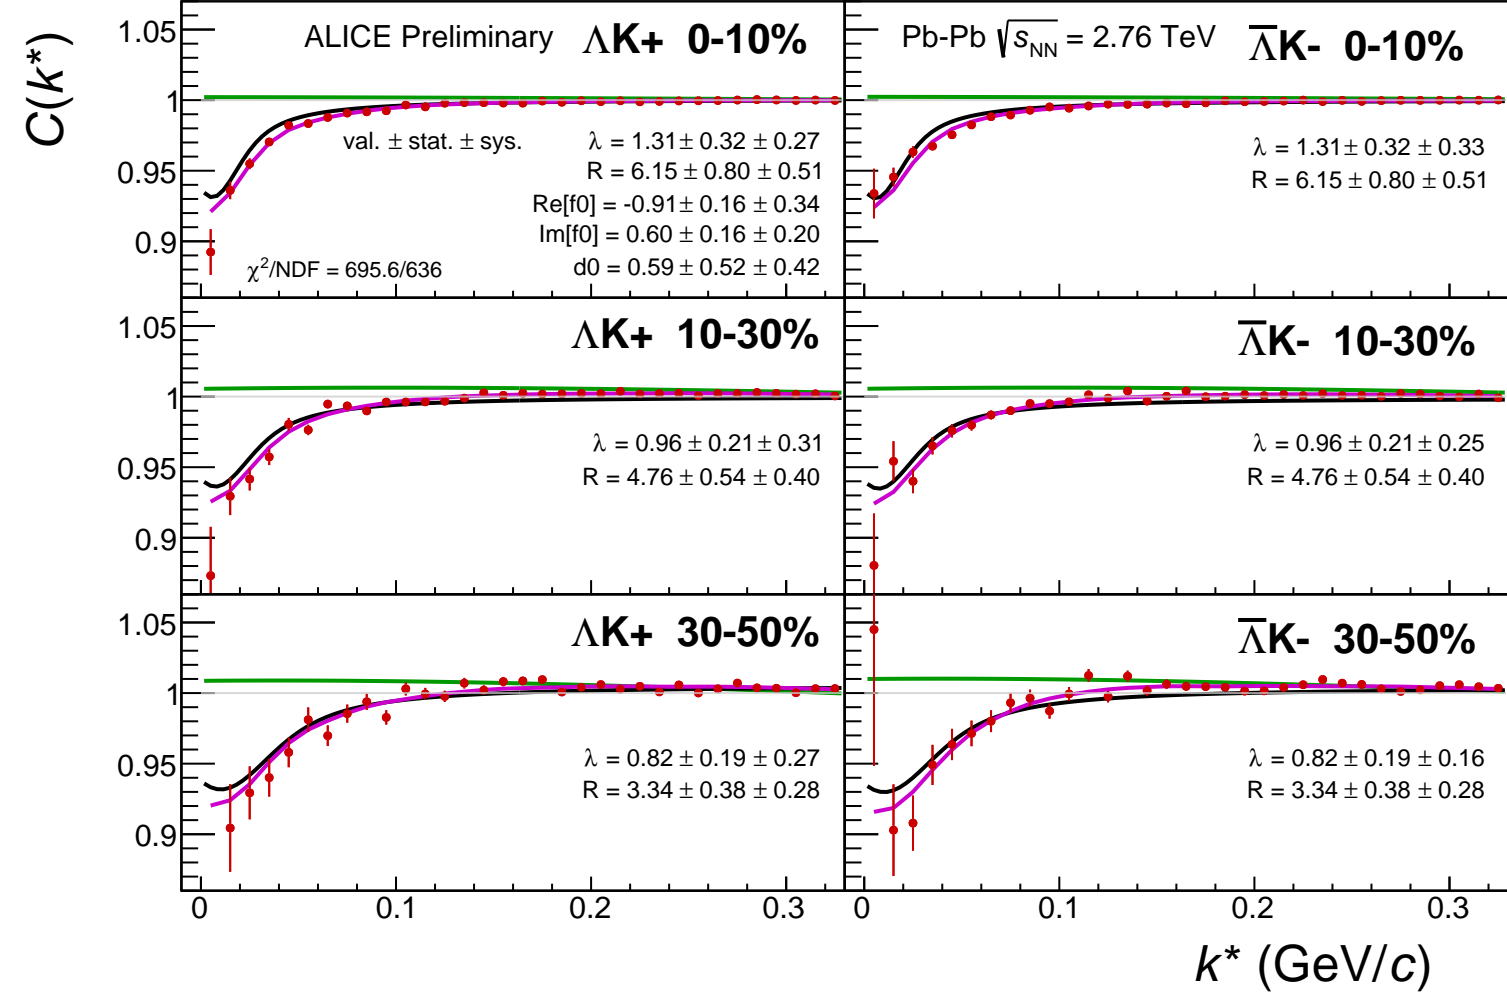 C(k*)
ALICE Preliminary ΛK+ 0-10%
val. ± stat. ± sys.
λ = 1.31± 0.32 ± 0.27
R = 6.15 ± 0.80 ± 0.51
Re[f0] = -0.91± 0.16 ± 0.34
Im[f0] = 0.60 ± 0.16 ± 0.20
d0 = 0.59 ± 0.52 ± 0.42
χ²/NDF = 695.6/636
1.05
1
0.95
0.9
Pb-Pb √s_NN = 2.76 TeV Λ̅K- 0-10%
λ = 1.31± 0.32 ± 0.33
R = 6.15 ± 0.80 ± 0.51
ΛK+ 10-30%
λ = 0.96 ± 0.21 ± 0.31
R = 4.76 ± 0.54 ± 0.40
1.05
1
0.95
0.9
Λ̅K- 10-30%
λ = 0.96 ± 0.21 ± 0.25
R = 4.76 ± 0.54 ± 0.40
ΛK+ 30-50%
λ = 0.82 ± 0.19 ± 0.27
R = 3.34 ± 0.38 ± 0.28
1.05
1
0.95
0.9
Λ̅K- 30-50%
λ = 0.82 ± 0.19 ± 0.16
R = 3.34 ± 0.38 ± 0.28
0 0.1 0.2 0.3
0 0.1 0.2 0.3
k* (GeV/c)